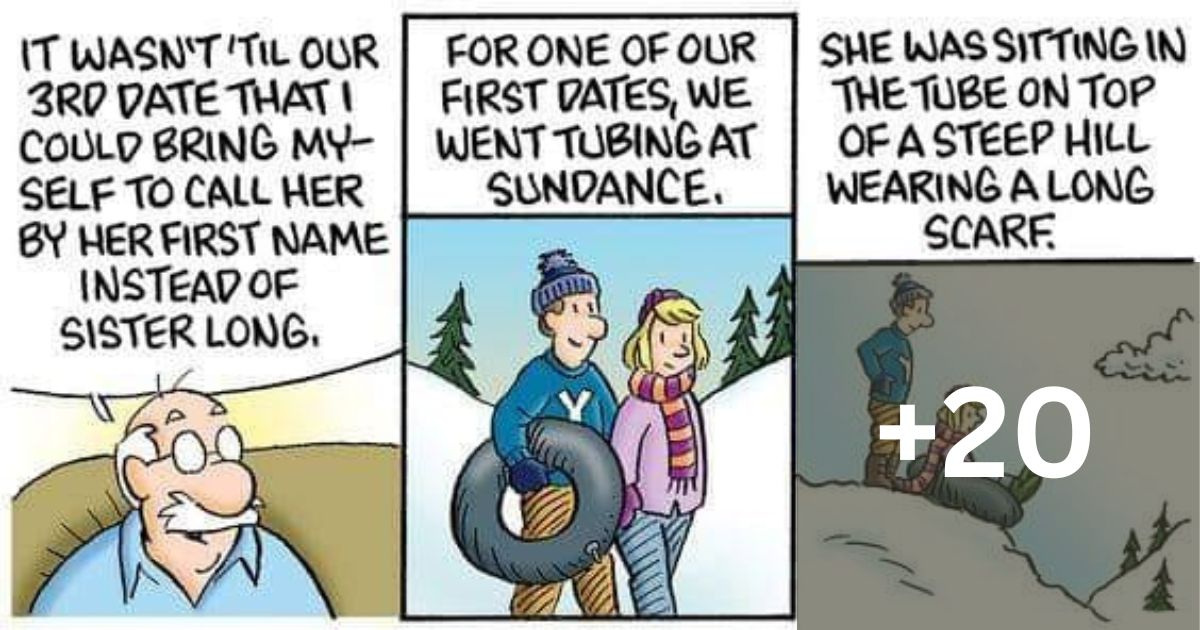 IT WASN'T 'TIL OUR
3RD DATE THAT I
COULD BRING MY-
SELF TO CALL HER
BY HER FIRST NAME
INSTEAD OF
SISTER LONG.
FOR ONE OF OUR
FIRST DATES, WE
WENT TUBING AT
SUNDANCE.
Y
SHE WAS SITTING IN
THE TUBE ON TOP
OF A STEEP HILL
WEARING A LONG
SCARF.
Y
+20